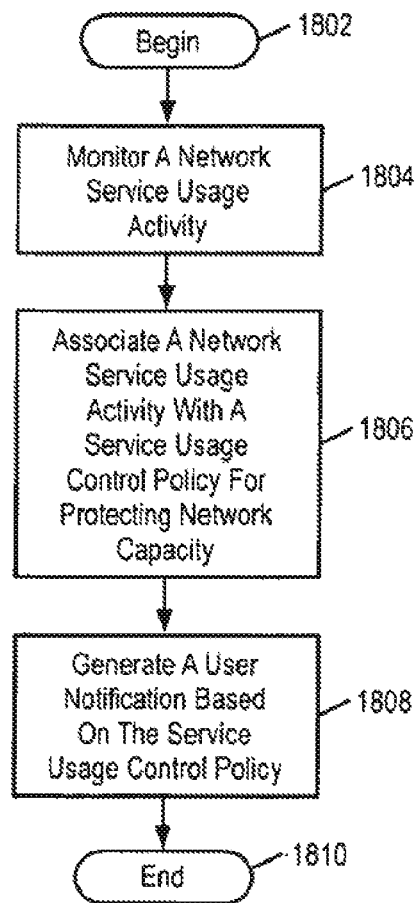 Begin
1802
Monitor A Network
Service Usage
Activity
1804
Associate A Network
Service Usage
Activity With A
Service Usage
Control Policy For
Protecting Network
Capacity
1806
Generate A User
Notification Based
On The Service
Usage Control Policy
1808
End
1810